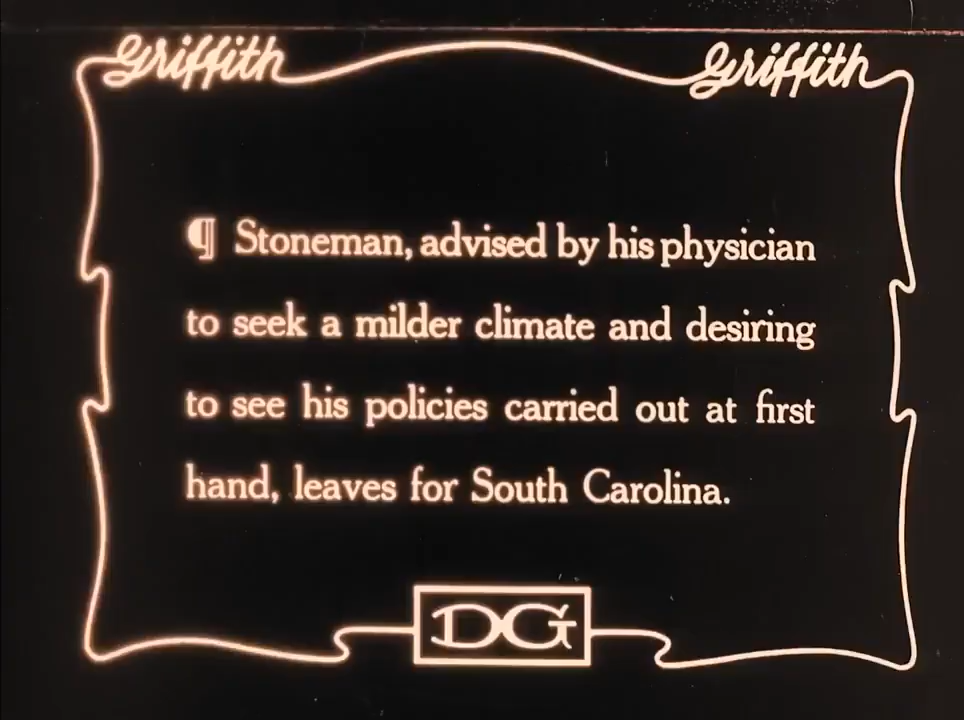 Griffith Griffith
¶ Stoneman, advised by his physician
to seek a milder climate and desiring
to see his policies carried out at first
hand, leaves for South Carolina.
DG